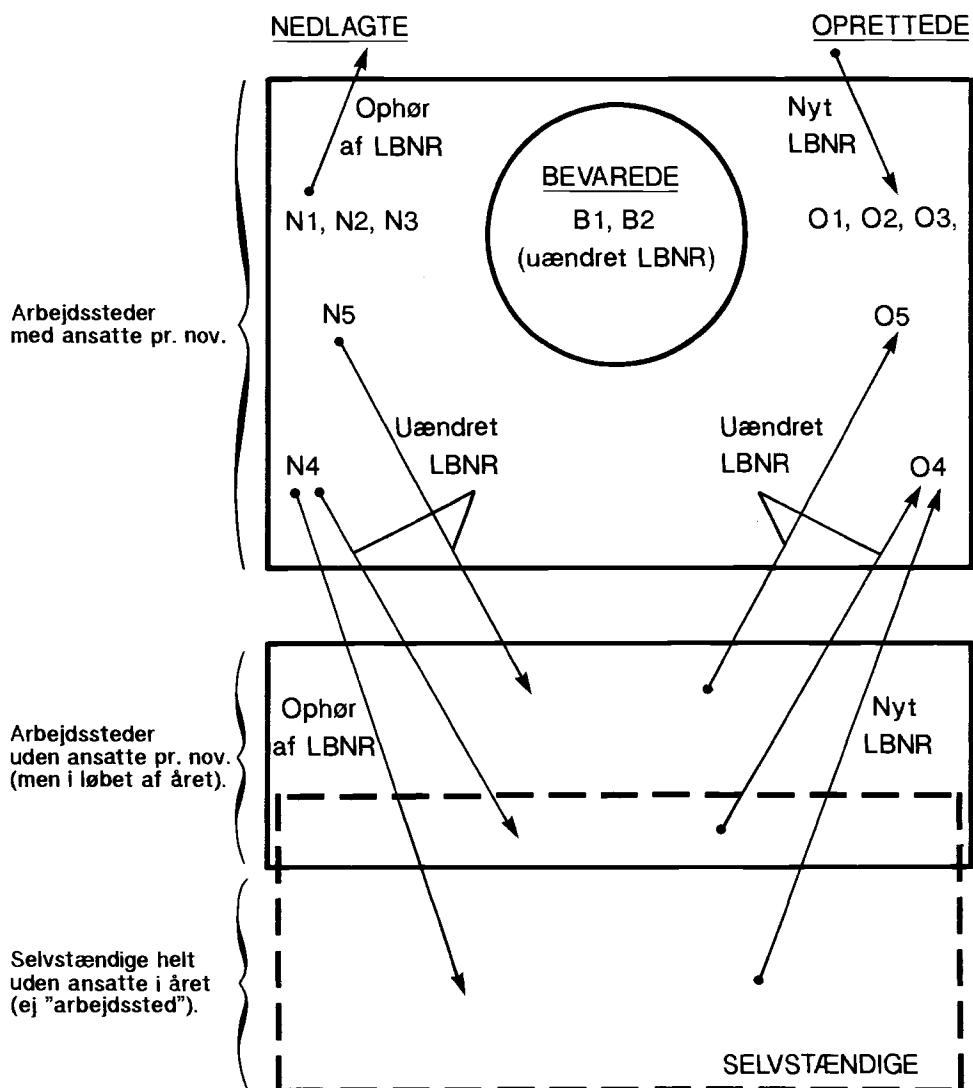 NEDLAGTE
OPRETTEDE
Ophør
af LBNR
Nyt
LBNR
BEVAREDE
B1, B2
(uændret LBNR)
N1, N2, N3
O1, O2, O3,
Arbejdssteder
med ansatte pr. nov.
N5
O5
Uændret
LBNR
Uændret
LBNR
N4
O4
Arbejdssteder
uden ansatte pr. nov.
(men i løbet af året).
Ophør
af LBNR
Nyt
LBNR
Selvstændige helt
uden ansatte i året
(ej "arbejdssted").
SELVSTÆNDIGE